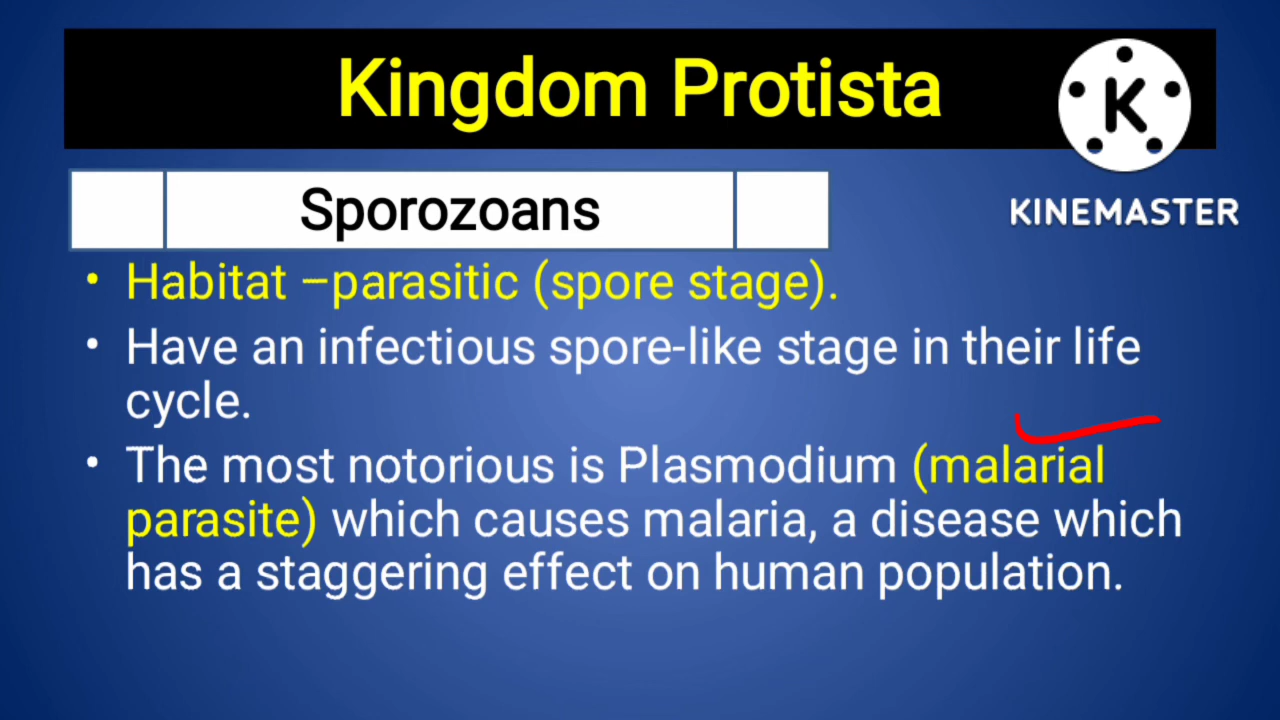 Kingdom Protista
K
KINEMASTER
Sporozoans
• Habitat –parasitic (spore stage).
• Have an infectious spore-like stage in their life
cycle.
• The most notorious is Plasmodium (malarial
parasite) which causes malaria, a disease which
has a staggering effect on human population.